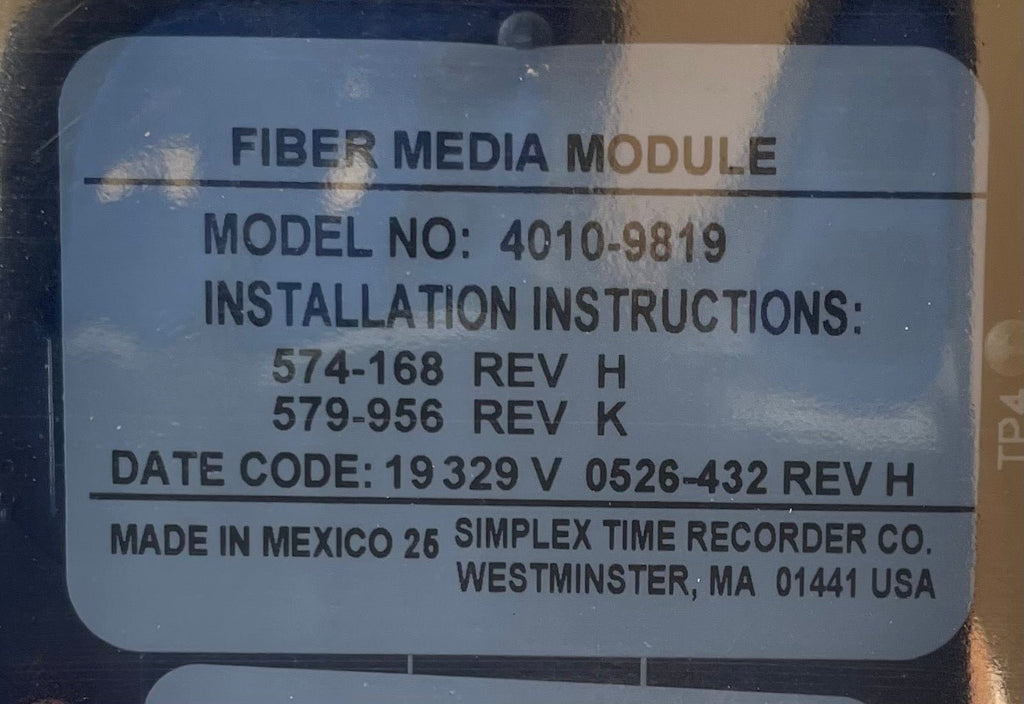 FIBER MEDIA MODULE
MODEL NO: 4010-9819
INSTALLATION INSTRUCTIONS:
574-168 REV H
579-956 REV K
DATE CODE: 19 329 V 0526-432 REV H
MADE IN MEXICO 26 SIMPLEX TIME RECORDER CO.
WESTMINSTER, MA 01441 USA
TP4